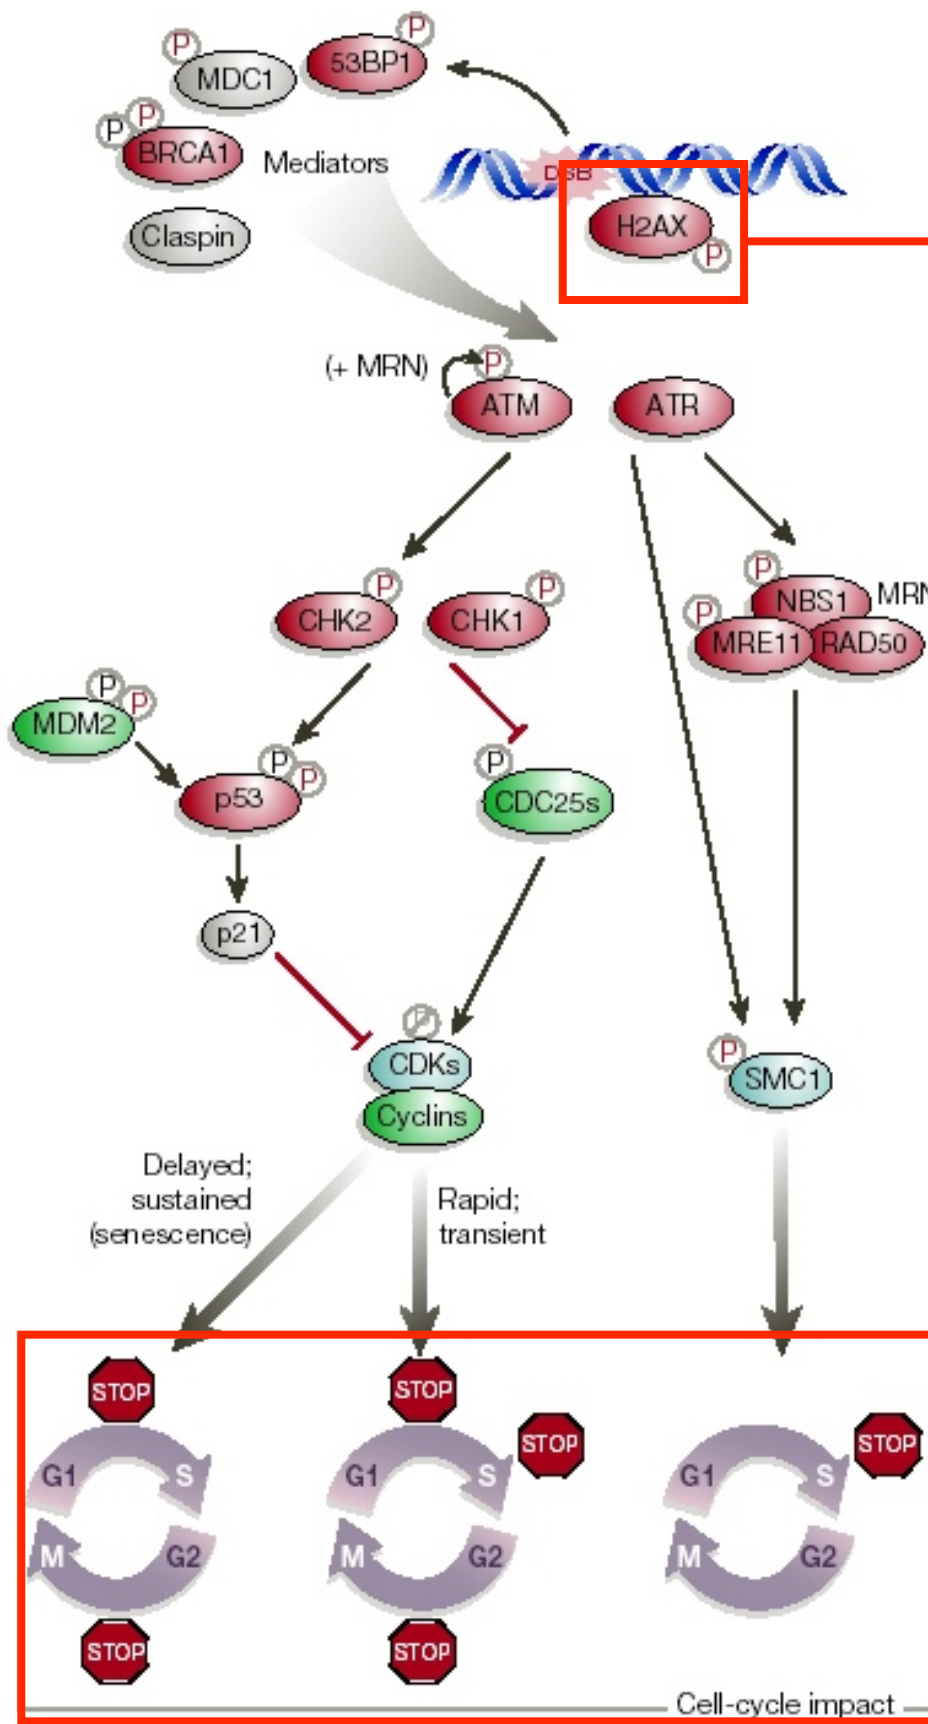 P
P
MDC1
53BP1
P
P
BRCA1
Mediators
DSB
Claspin
H2AX
P
(+ MRN)
P
ATM
ATR
P
P
P
CHK2
CHK1
NBS1
MRN
P
MRE11
RAD50
P
P
MDM2
P
P
P
p53
CDC25s
p21
P
CDKs
P
SMC1
Cyclins
Delayed;
sustained
(senescence)
Rapid;
transient
STOP
STOP
STOP
STOP
G1
S
G1
S
G1
S
M
G2
M
G2
M
G2
STOP
STOP
Cell-cycle impact